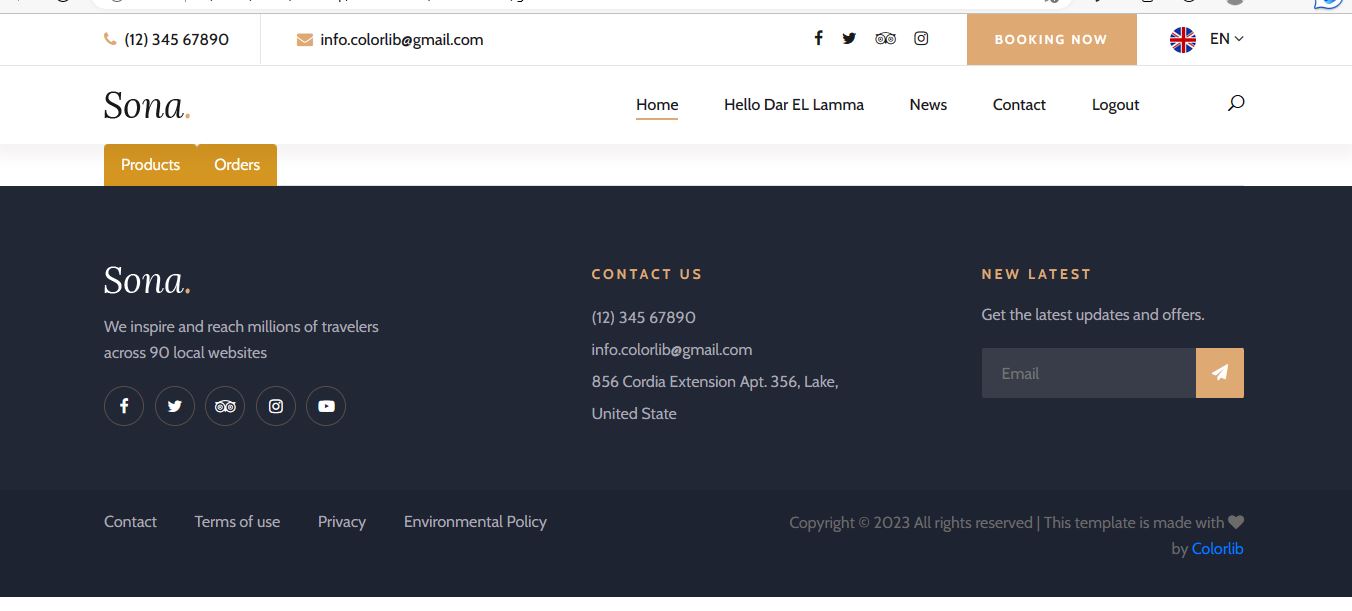 (12) 345 67890
info.colorlib@gmail.com
BOOKING NOW
EN
Sona.
Home
Hello Dar EL Lamma
News
Contact
Logout
Products
Orders
Sona.
We inspire and reach millions of travelers
across 90 local websites
CONTACT US
(12) 345 67890
info.colorlib@gmail.com
856 Cordia Extension Apt. 356, Lake,
United State
NEW LATEST
Get the latest updates and offers.
Email
Contact
Terms of use
Privacy
Environmental Policy
Copyright © 2023 All rights reserved | This template is made with
by Colorlib